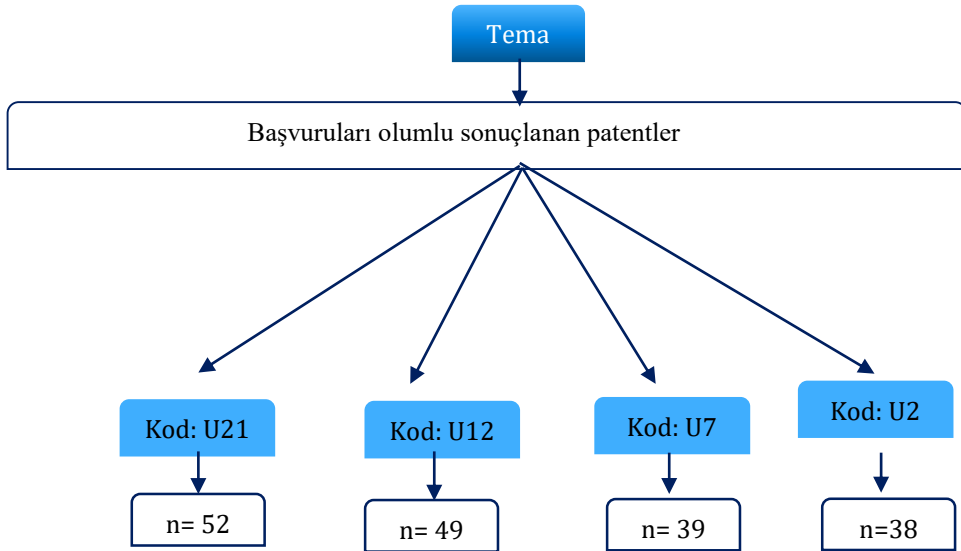 Tema
Başvuruları olumlu sonuçlanan patentler
Kod: U21
Kod: U12
Kod: U7
Kod: U2
n= 52
n= 49
n= 39
n=38